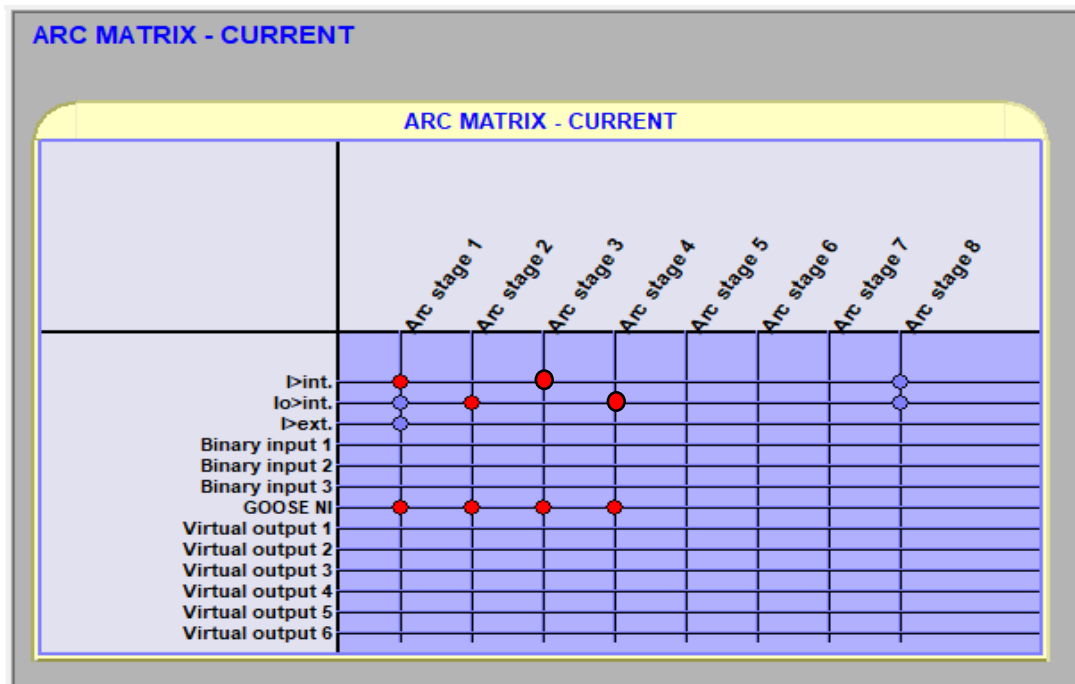 ARC MATRIX - CURRENT
ARC MATRIX - CURRENT
Arc stage 1
Arc stage 2
Arc stage 3
Arc stage 4
Arc stage 5
Arc stage 6
Arc stage 7
Arc stage 8
I>int.
Io>int.
I>ext.
Binary input 1
Binary input 2
Binary input 3
GOOSE NI
Virtual output 1
Virtual output 2
Virtual output 3
Virtual output 4
Virtual output 5
Virtual output 6